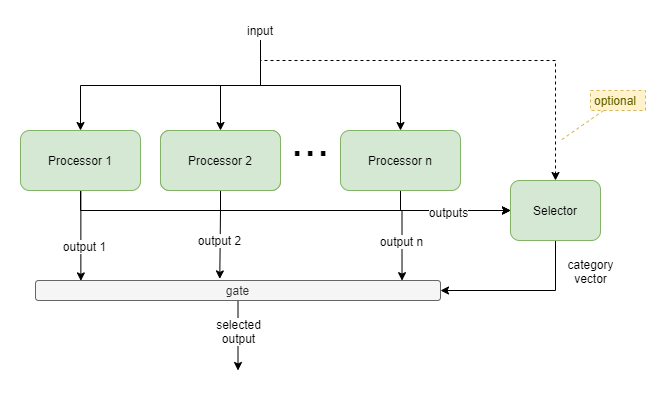 input
optional
Processor 1
Processor 2
Processor n
Selector
outputs
output 1
output 2
output n
category
vector
gate
selected
output